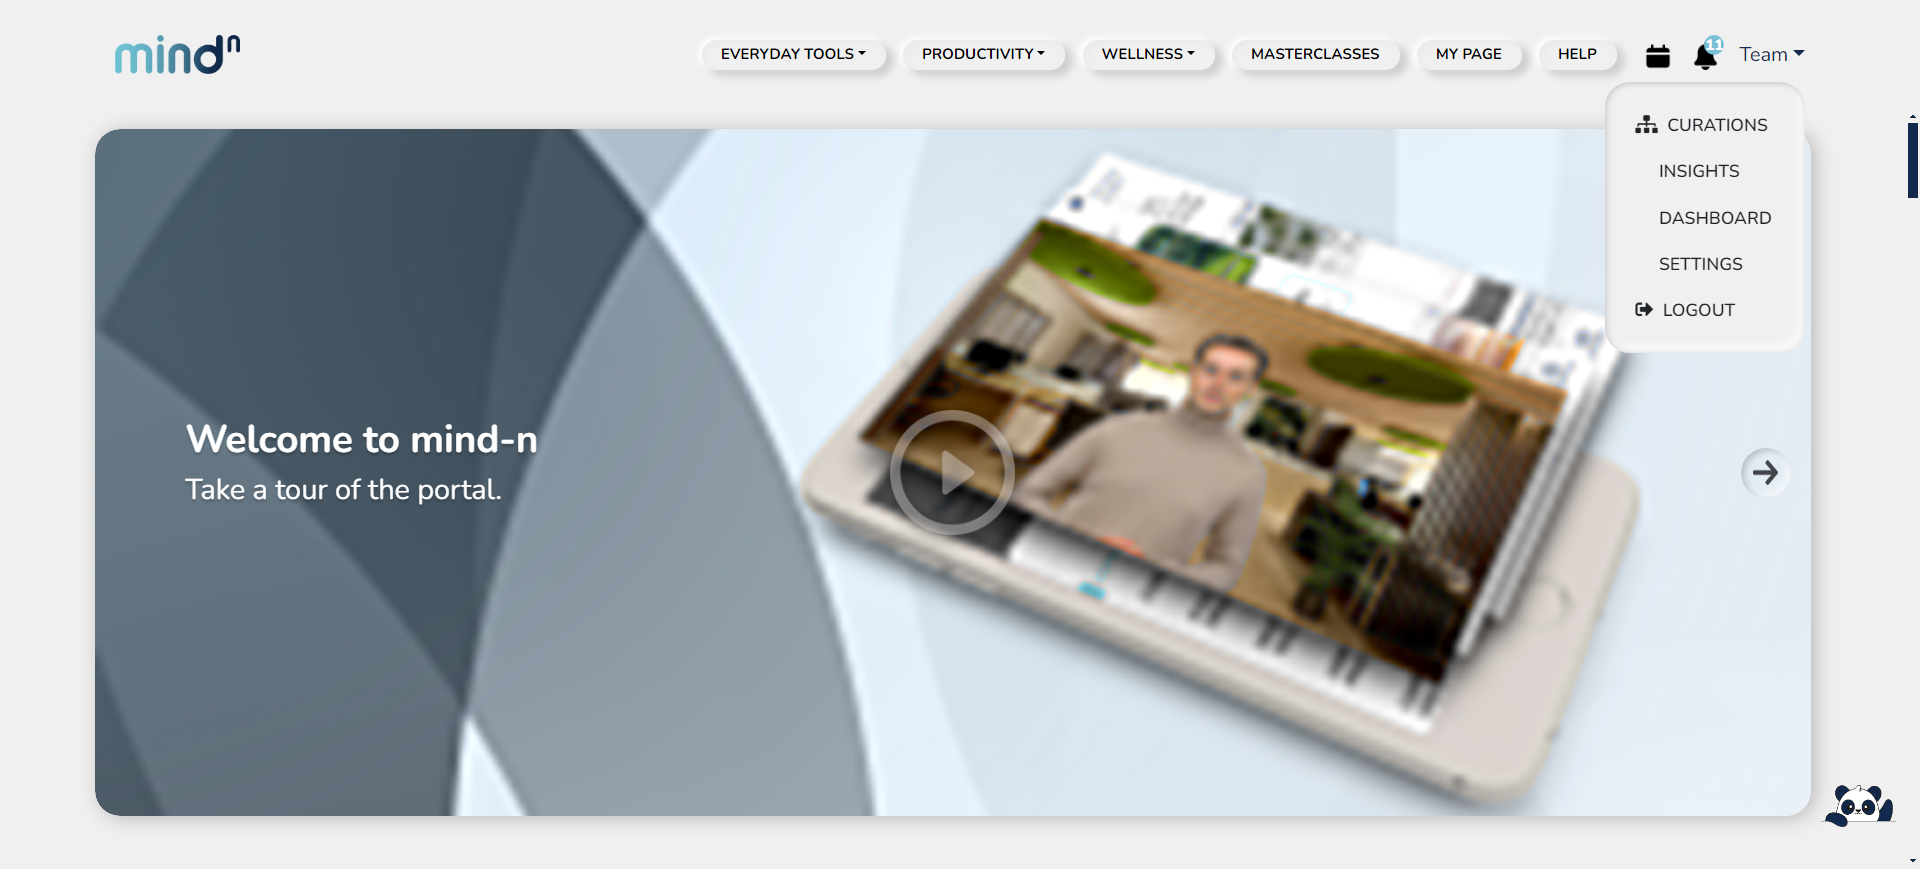 mindⁿ
EVERYDAY TOOLS
PRODUCTIVITY
WELLNESS
MASTERCLASSES
MY PAGE
HELP
11
Team
CURATIONS
INSIGHTS
DASHBOARD
SETTINGS
LOGOUT
Welcome to mind-n
Take a tour of the portal.